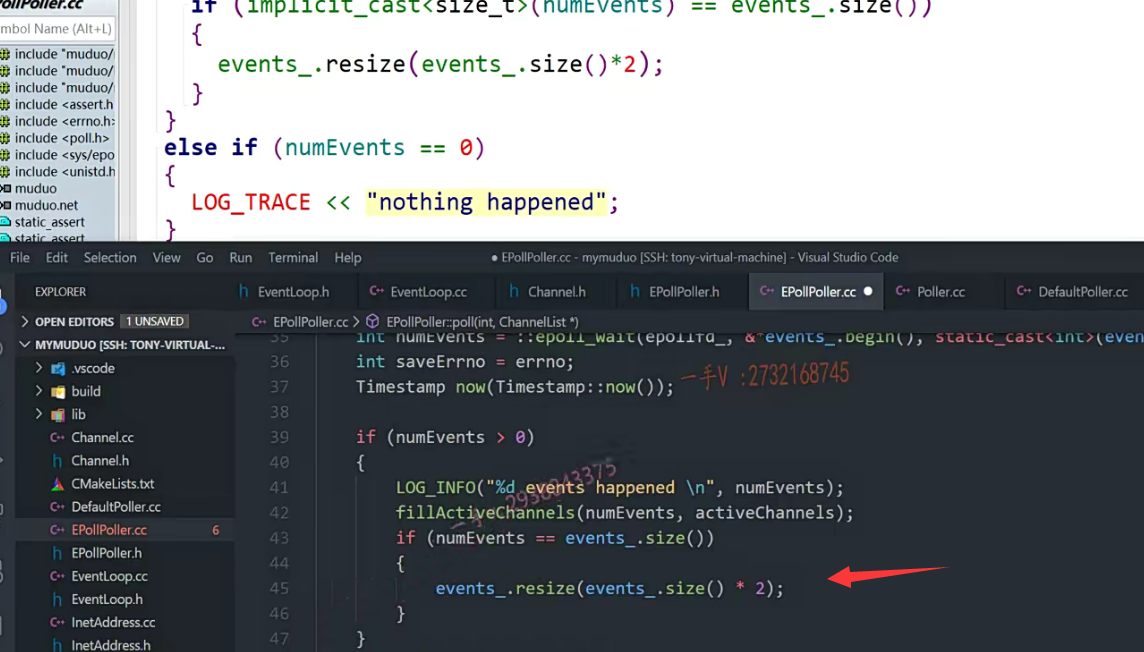 EPollPoller.cc
if (implicit_cast<size_t>(numEvents) == events_.size())
mbol Name (Alt+L)
{
include "muduo/
include "muduo/
events_.resize(events_.size()*2);
include "muduo/
}
include <assert.h
include <errno.h>
}
include <poll.h>
else if (numEvents == 0)
include <sys/epo
include <unistd.h
{
muduo
LOG_TRACE << "nothing happened";
muduo.net
static_assert
}
static_assert
File Edit Selection View Go Run Terminal Help
● EPollPoller.cc - mymuduo [SSH: tony-virtual-machine] - Visual Studio Code
EXPLORER
h EventLoop.h C++ EventLoop.cc h Channel.h h EPollPoller.h C++ EPollPoller.cc ● C++ Poller.cc C++ DefaultPoller.cc
OPEN EDITORS 1 UNSAVED
C++ EPollPoller.cc > EPollPoller::poll(int, ChannelList *)
MYMUDUO [SSH: TONY-VIRTUAL-...
35 int numEvents = ::epoll_wait(epollfd_, &*events_.begin(), static_cast<int>(even
36 int saveErrno = errno;
.vscode
37 Timestamp now(Timestamp::now());
一手V :2732168745
build
38
lib
39 if (numEvents > 0)
C++ Channel.cc
40 {
h Channel.h
41 LOG_INFO("%d events happened \n", numEvents);
2938043375
CMakeLists.txt
42 fillActiveChannels(numEvents, activeChannels);
C++ DefaultPoller.cc
43 if (numEvents == events_.size())
C++ EPollPoller.cc 6
44 {
h EPollPoller.h
C++ EventLoop.cc
45 events_.resize(events_.size() * 2);
h EventLoop.h
46 }
C++ InetAddress.cc
47 }
h InetAddress.h